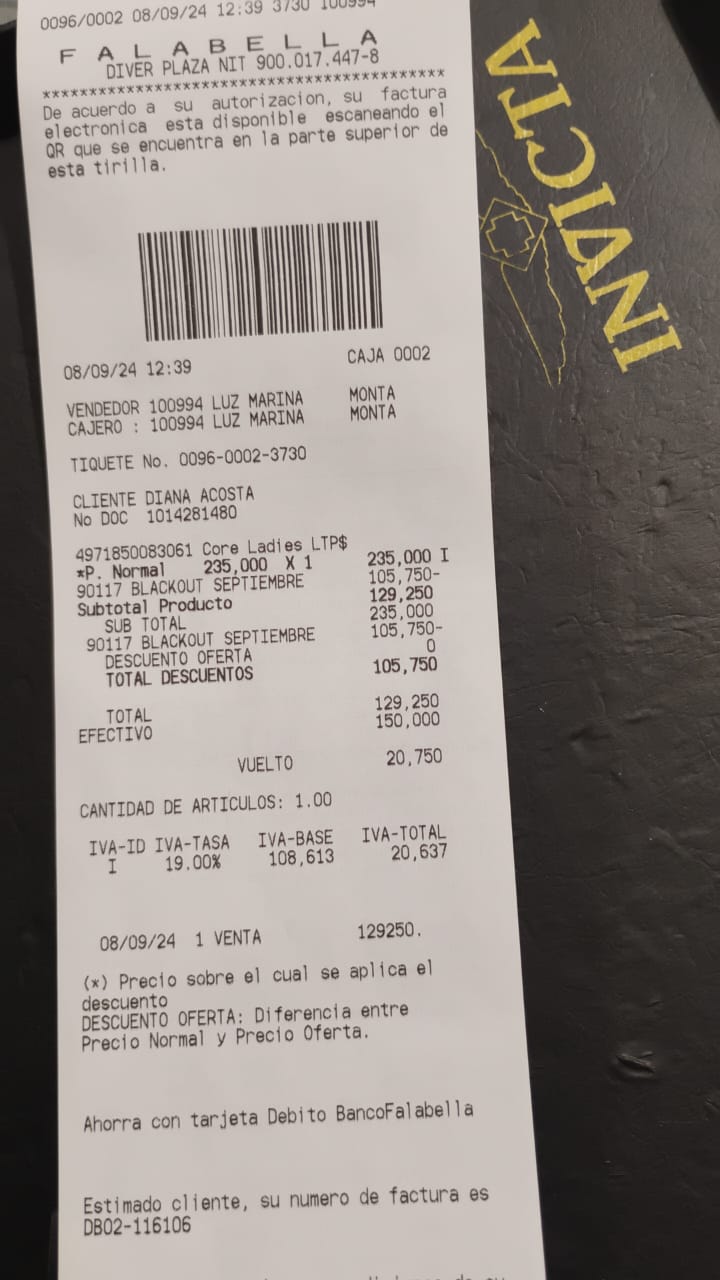 0096/0002 08/09/24 12:39 3730 100994
F A L A B E L L A
DIVER PLAZA NIT 900.017.447-8
******************************************
De acuerdo a su autorizacion, su factura
electronica esta disponible escaneando el
QR que se encuentra en la parte superior de
esta tirilla.
08/09/24 12:39 CAJA 0002
VENDEDOR 100994 LUZ MARINA MONTA
CAJERO : 100994 LUZ MARINA MONTA
TIQUETE No. 0096-0002-3730
CLIENTE DIANA ACOSTA
No DOC 1014281480
4971850083061 Core Ladies LTP$
*P. Normal 235,000 X 1 235,000 I
90117 BLACKOUT SEPTIEMBRE 105,750-
Subtotal Producto 129,250
SUB TOTAL 235,000
90117 BLACKOUT SEPTIEMBRE 105,750-
DESCUENTO OFERTA 0
TOTAL DESCUENTOS 105,750
TOTAL 129,250
EFECTIVO 150,000
VUELTO 20,750
CANTIDAD DE ARTICULOS: 1.00
IVA-ID IVA-TASA IVA-BASE IVA-TOTAL
I 19.00% 108,613 20,637
08/09/24 1 VENTA 129250.
(*) Precio sobre el cual se aplica el
descuento
DESCUENTO OFERTA: Diferencia entre
Precio Normal y Precio Oferta.
Ahorra con tarjeta Debito BancoFalabella
Estimado cliente, su numero de factura es
DB02-116106
INVICTA